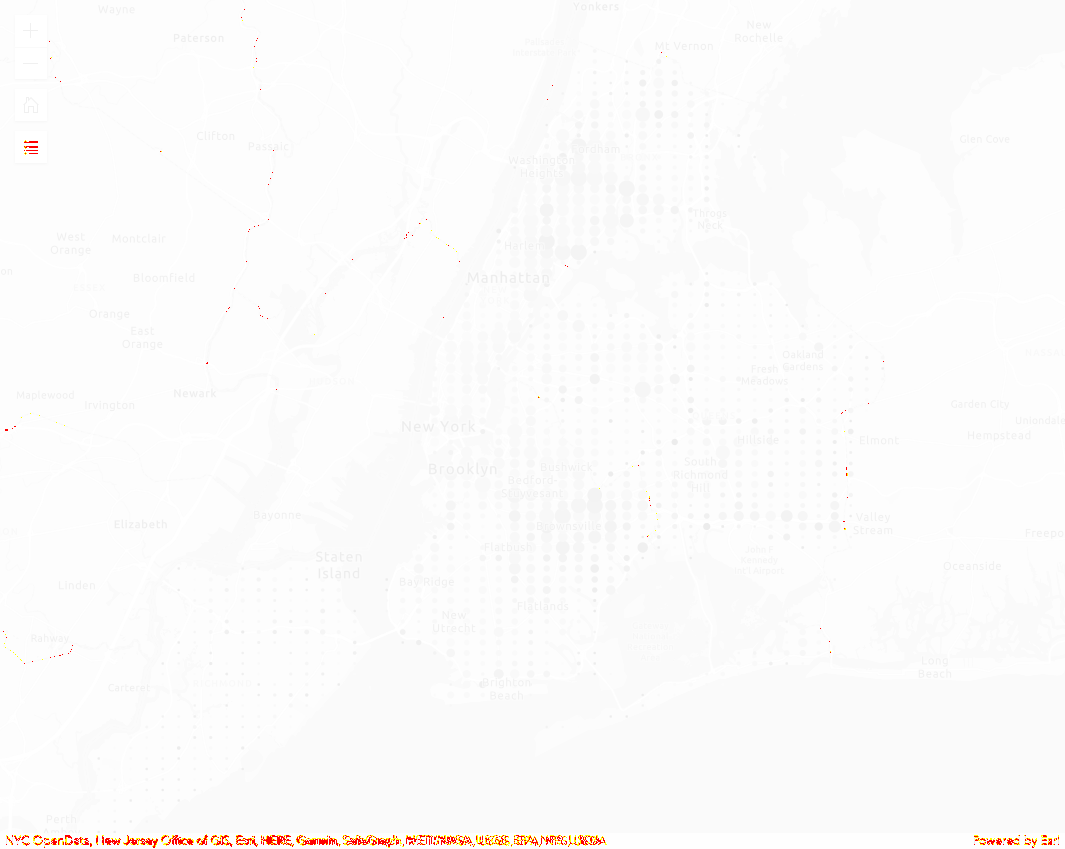 Wayne
Yonkers
New
Rochelle
Paterson
Mt Vernon
Clifton
Passaic
Glen Cove
Fordham
Washington
Heights
Throgs
Neck
West
Orange
Montclair
Harlem
Manhattan
Bloomfield
Orange
East
Orange
Oakland
Gardens
Fresh
Meadows
Maplewood
Newark
Irvington
Garden City
Uniondale
New York
Hillside
Elmont
Hempstead
Brooklyn
Bushwick
South
Richmond
Hill
Bedford-
Stuyvesant
Bayonne
Elizabeth
Brownsville
Valley
Stream
Freeport
Flatbush
Staten
Island
Oceanside
Linden
Bay Ridge
Flatlands
New
Utrecht
Rahway
Long
Beach
Carteret
Brighton
Beach
Perth
NYC OpenData, New Jersey Office of GIS, Esri, HERE, Garmin, SafeGraph, METI/NASA, USGS, EPA, NPS, USDA
Powered by Esri